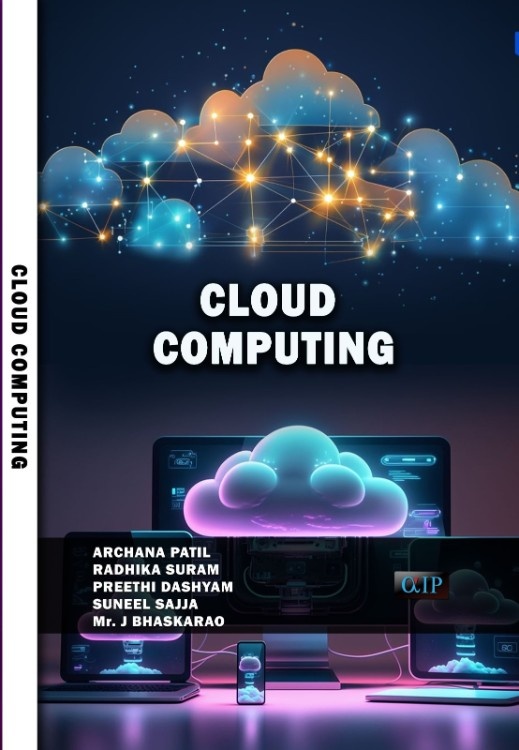 CLOUD COMPUTING
CLOUD
COMPUTING
ARCHANA PATIL
RADHIKA SURAM
PREETHI DASHYAM
SUNEEL SAJJA
Mr. J BHASKARAO
αIP